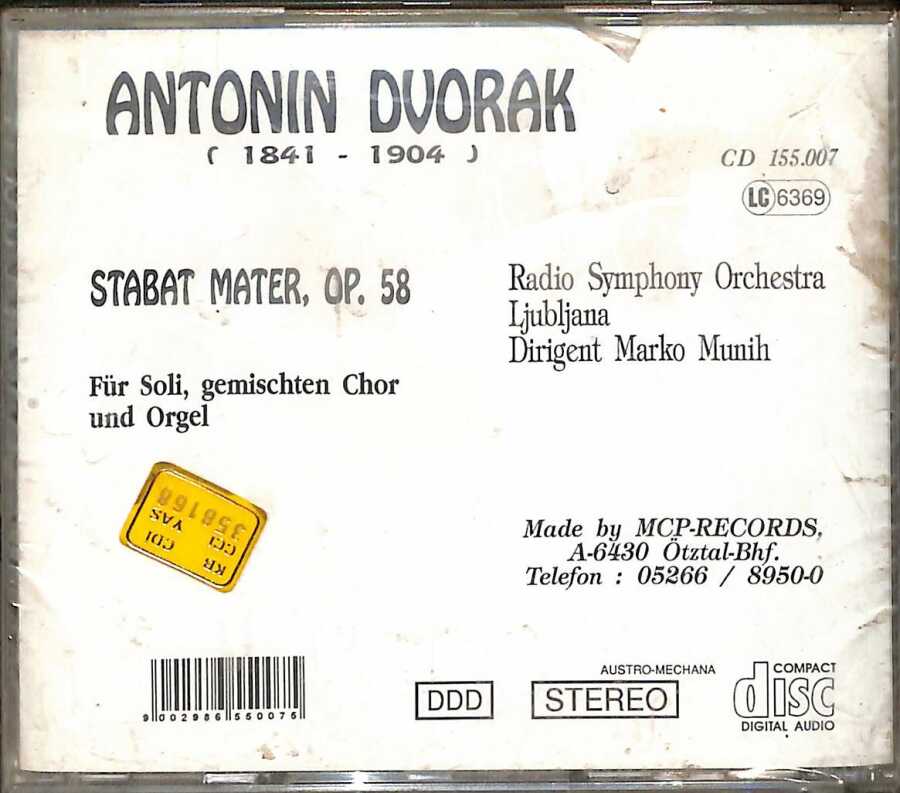 ANTONIN DVORAK
( 1841 - 1904 )
CD 155.007
LC 6369
STABAT MATER, OP. 58
Für Soli, gemischten Chor
und Orgel
Radio Symphony Orchestra
Ljubljana
Dirigent Marko Munih
358168
YAS CCI
CDI KB
Made by MCP-RECORDS,
A-6430 Ötztal-Bhf.
Telefon : 05266 / 8950-0
9 002986 550075
DDD
AUSTRO-MECHANA
STEREO
COMPACT
disc
DIGITAL AUDIO